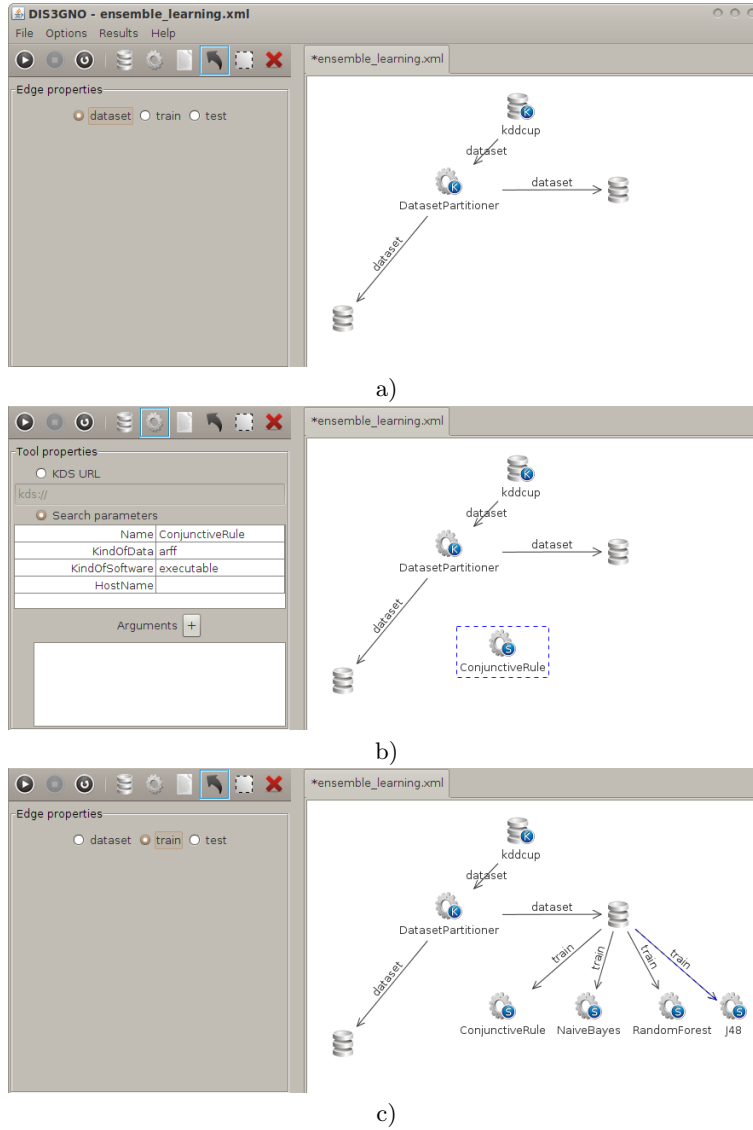 DIS3GNO - ensemble_learning.xml
File Options Results Help
*ensemble_learning.xml
Edge properties
dataset train test
K
kddcup
dataset
K
DatasetPartitioner
dataset
dataset
a)
*ensemble_learning.xml
Tool properties
KDS URL
kds://
Search parameters
Name ConjunctiveRule
KindOfData arff
KindOfSoftware executable
HostName
Arguments +
K
kddcup
dataset
K
DatasetPartitioner
dataset
dataset
S
ConjunctiveRule
b)
*ensemble_learning.xml
Edge properties
dataset train test
K
kddcup
dataset
K
DatasetPartitioner
dataset
dataset
train train train train
S S S S
ConjunctiveRule NaiveBayes RandomForest J48
c)